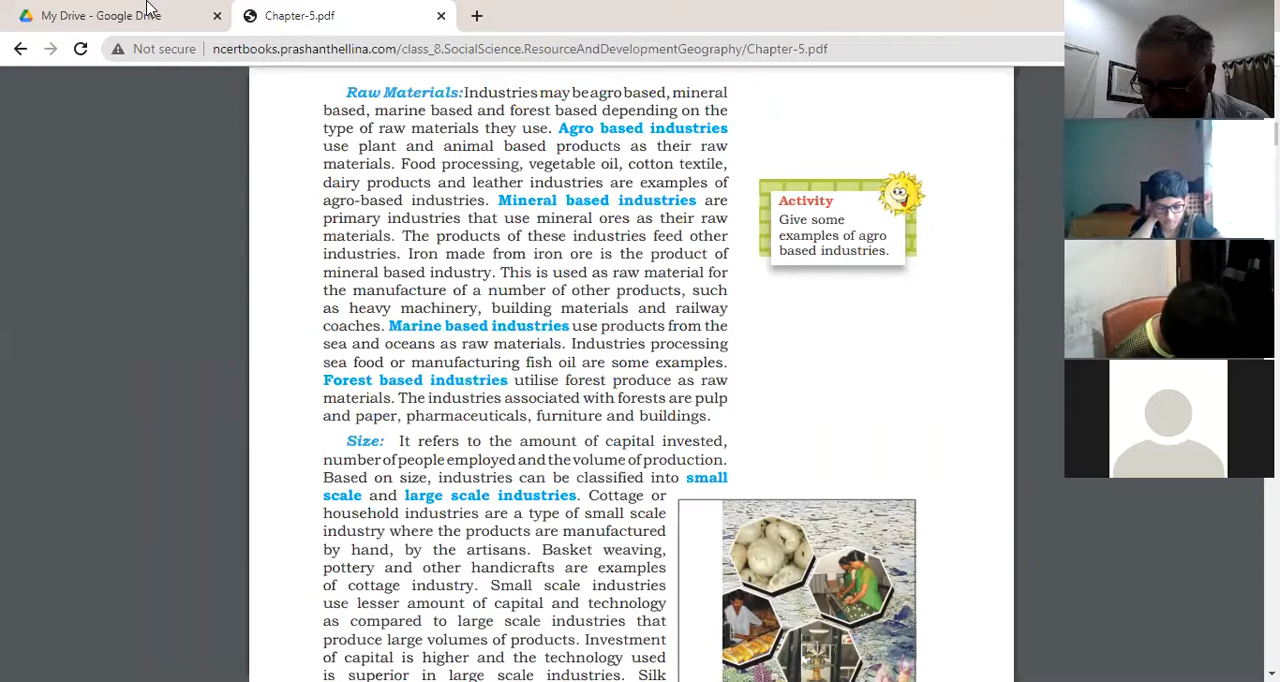 My Drive - Google Drive
Chapter-5.pdf
Not secure
ncertbooks.prashanthellina.com/class_8.SocialScience.ResourceAndDevelopmentGeography/Chapter-5.pdf
Raw Materials: Industries may be agro based, mineral
based, marine based and forest based depending on the
type of raw materials they use. Agro based industries
use plant and animal based products as their raw
materials. Food processing, vegetable oil, cotton textile,
dairy products and leather industries are examples of
agro-based industries. Mineral based industries are
primary industries that use mineral ores as their raw
materials. The products of these industries feed other
industries. Iron made from iron ore is the product of
mineral based industry. This is used as raw material for
the manufacture of a number of other products, such
as heavy machinery, building materials and railway
coaches. Marine based industries use products from the
sea and oceans as raw materials. Industries processing
sea food or manufacturing fish oil are some examples.
Forest based industries utilise forest produce as raw
materials. The industries associated with forests are pulp
and paper, pharmaceuticals, furniture and buildings.
Size: It refers to the amount of capital invested,
number of people employed and the volume of production.
Based on size, industries can be classified into small
scale and large scale industries. Cottage or
household industries are a type of small scale
industry where the products are manufactured
by hand, by the artisans. Basket weaving,
pottery and other handicrafts are examples
of cottage industry. Small scale industries
use lesser amount of capital and technology
as compared to large scale industries that
produce large volumes of products. Investment
of capital is higher and the technology used
is superior in large scale industries. Silk
Activity
Give some
examples of agro
based industries.